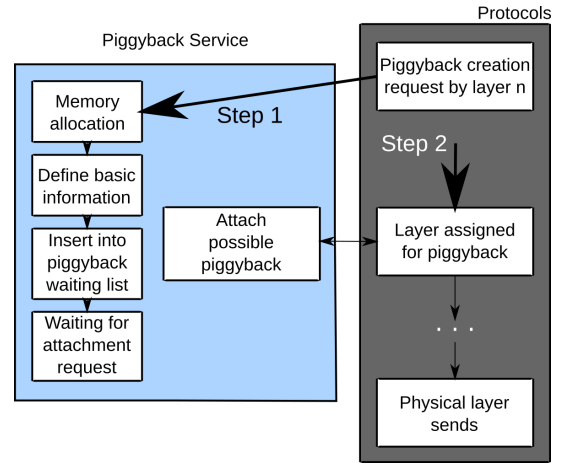 Protocols
Piggyback Service
Piggyback creation
request by layer n
Memory
allocation
Step 1
Step 2
Define basic
information
Attach
possible
piggyback
Layer assigned
for piggyback
Insert into
piggyback
waiting list
Waiting for
attachment
request
. . .
Physical layer
sends